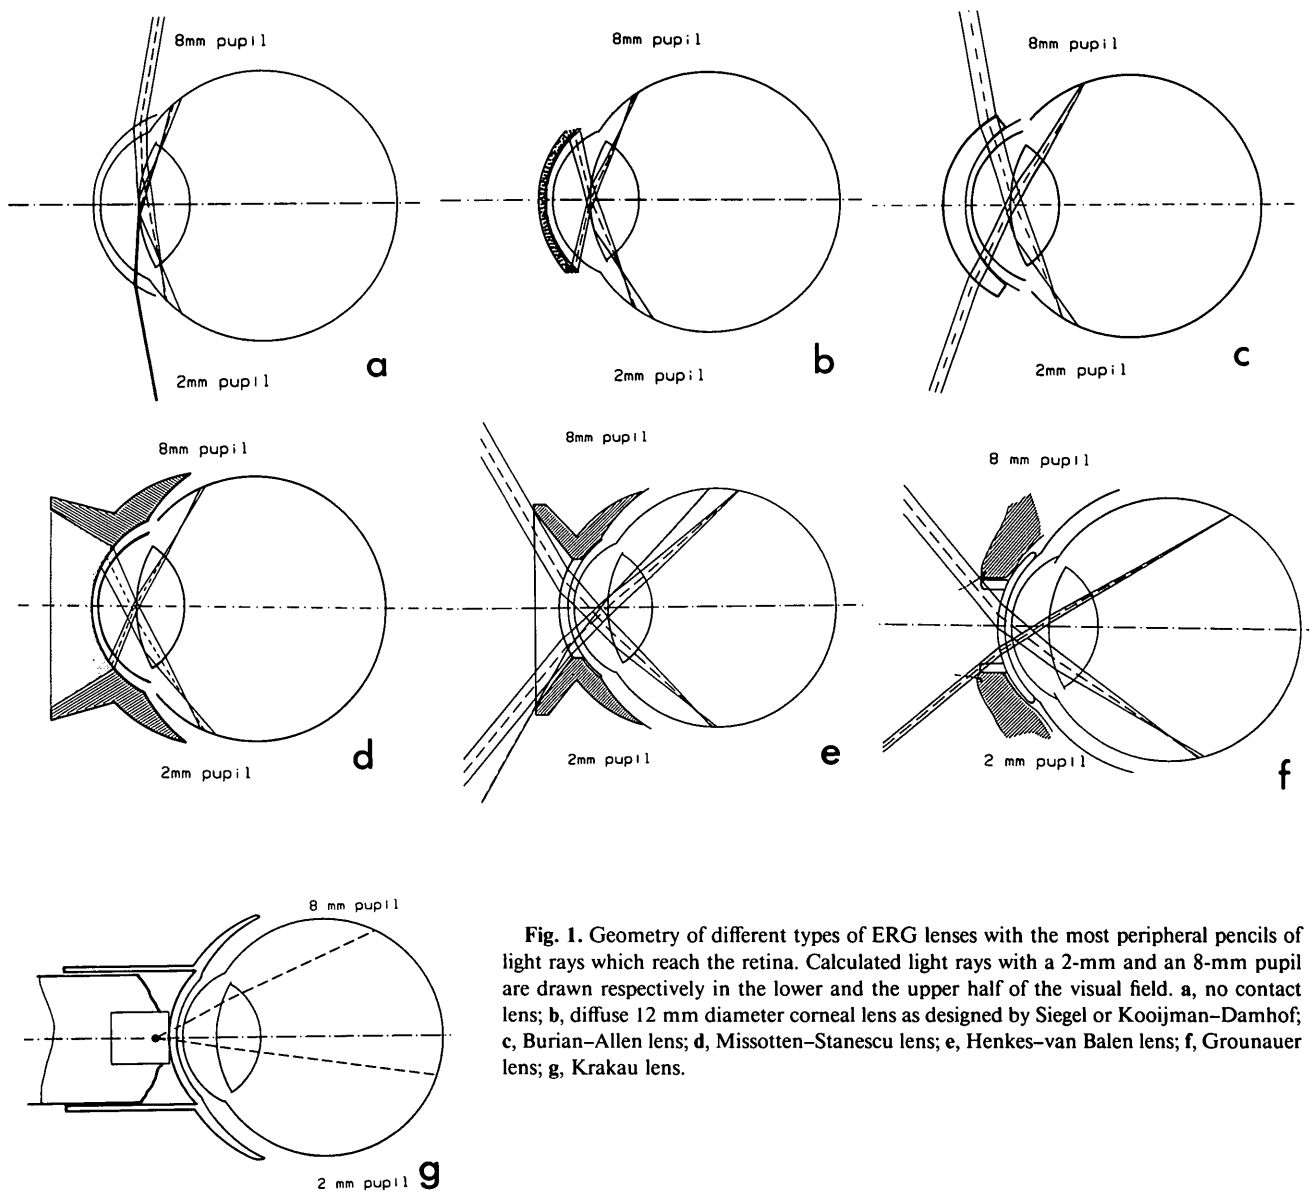 8mm pupil
2mm pupil
a
8mm pupil
2mm pupil
b
8mm pupil
2mm pupil
c
8mm pupil
2mm pupil
d
8mm pupil
2mm pupil
e
8 mm pupil
2 mm pupil
f
8 mm pupil
2 mm pupil
g
Fig. 1. Geometry of different types of ERG lenses with the most peripheral pencils of
light rays which reach the retina. Calculated light rays with a 2-mm and an 8-mm pupil
are drawn respectively in the lower and the upper half of the visual field. a, no contact
lens; b, diffuse 12 mm diameter corneal lens as designed by Siegel or Kooijman–Damhof;
c, Burian–Allen lens; d, Missotten–Stanescu lens; e, Henkes–van Balen lens; f, Grounauer
lens; g, Krakau lens.